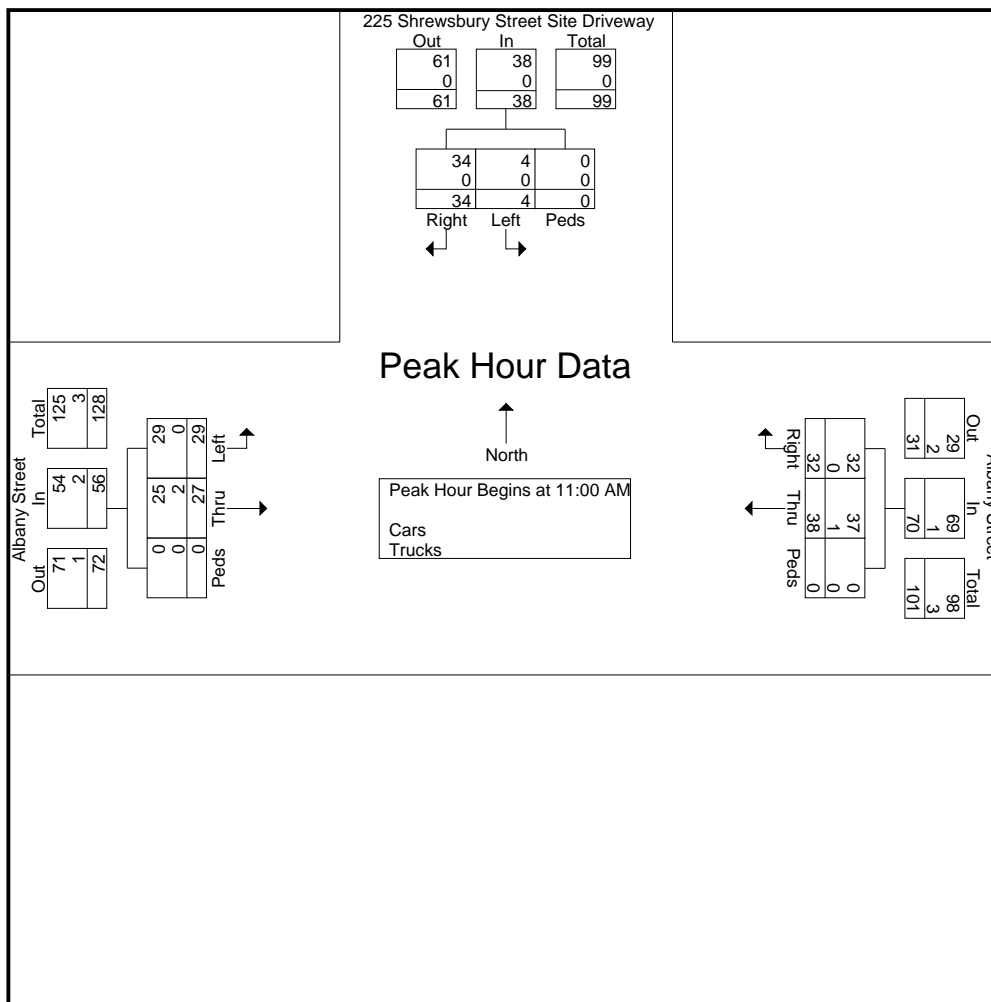 225 Shrewsbury Street Site Driveway
Out In Total
61 38 99
0 0 0
61 38 99
34 4 0
0 0 0
34 4 0
Right Left Peds
Peak Hour Data
North
Peak Hour Begins at 11:00 AM
Cars
Trucks
Albany Street
Out In Total
71 54 125
1 2 3
72 56 128
29 25 0
0 2 0
29 27 0
Left Thru Peds
Albany Street
Out In Total
29 69 98
2 1 3
31 70 101
32 37 0
0 1 0
32 38 0
Right Thru Peds